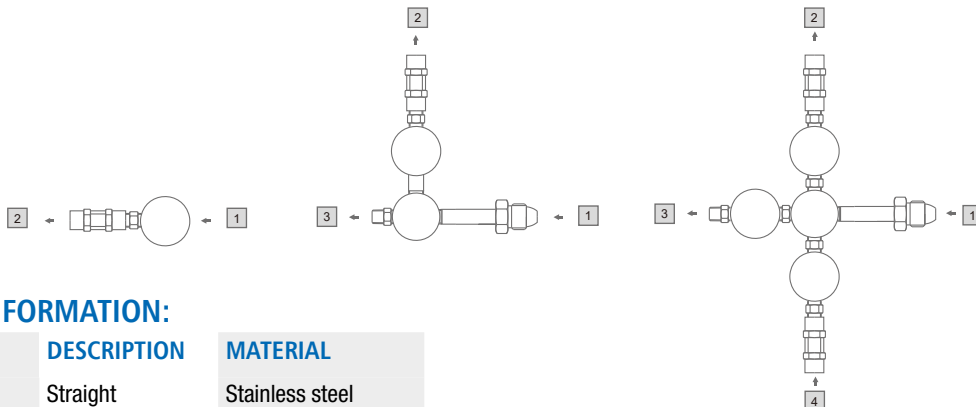 2
2
2 1
3 1
3 1
FORMATION:
DESCRIPTION MATERIAL
Straight Stainless steel
4